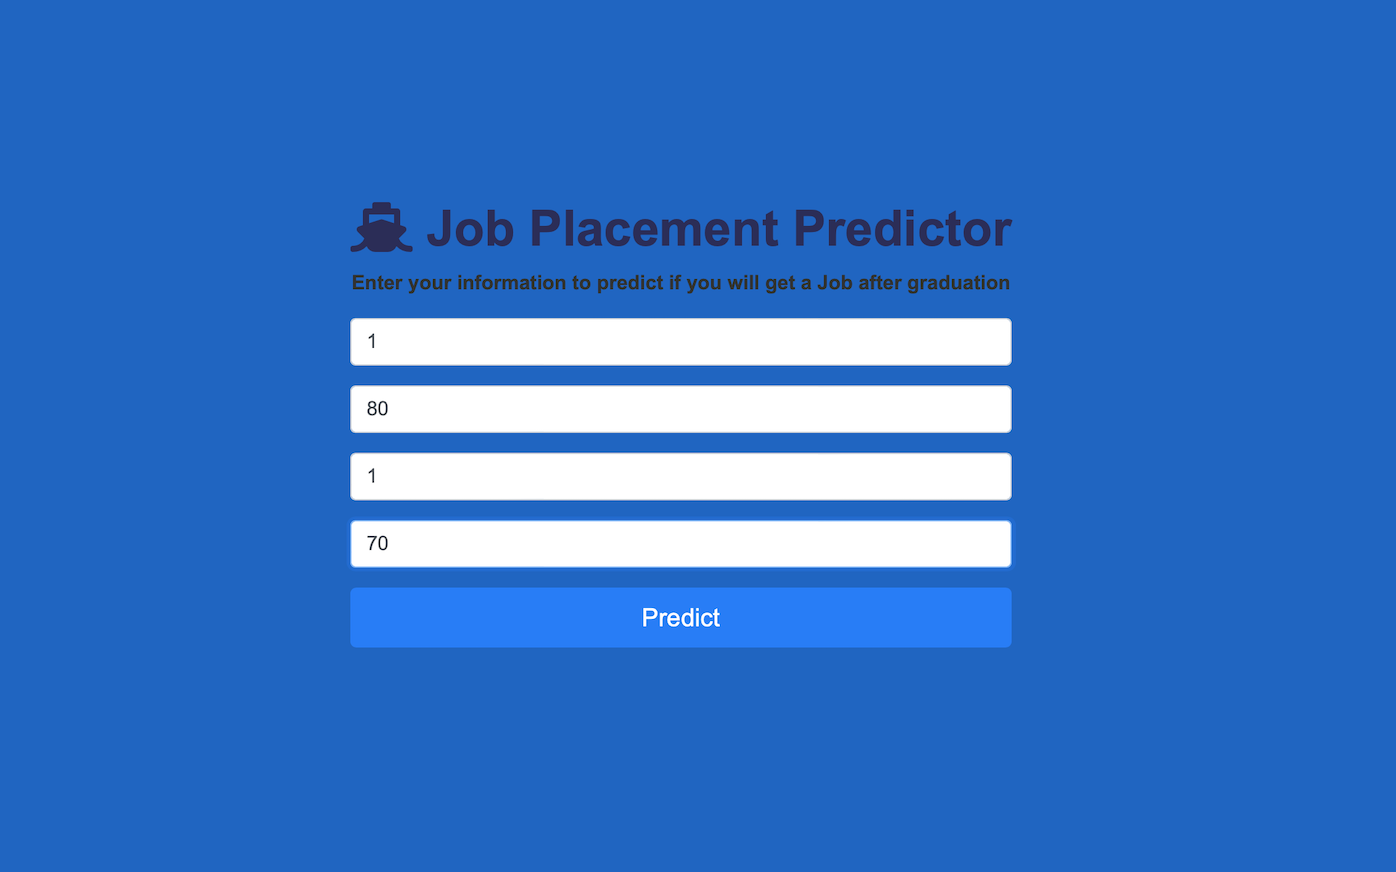 Job Placement Predictor
Enter your information to predict if you will get a Job after graduation
1
80
1
70
Predict